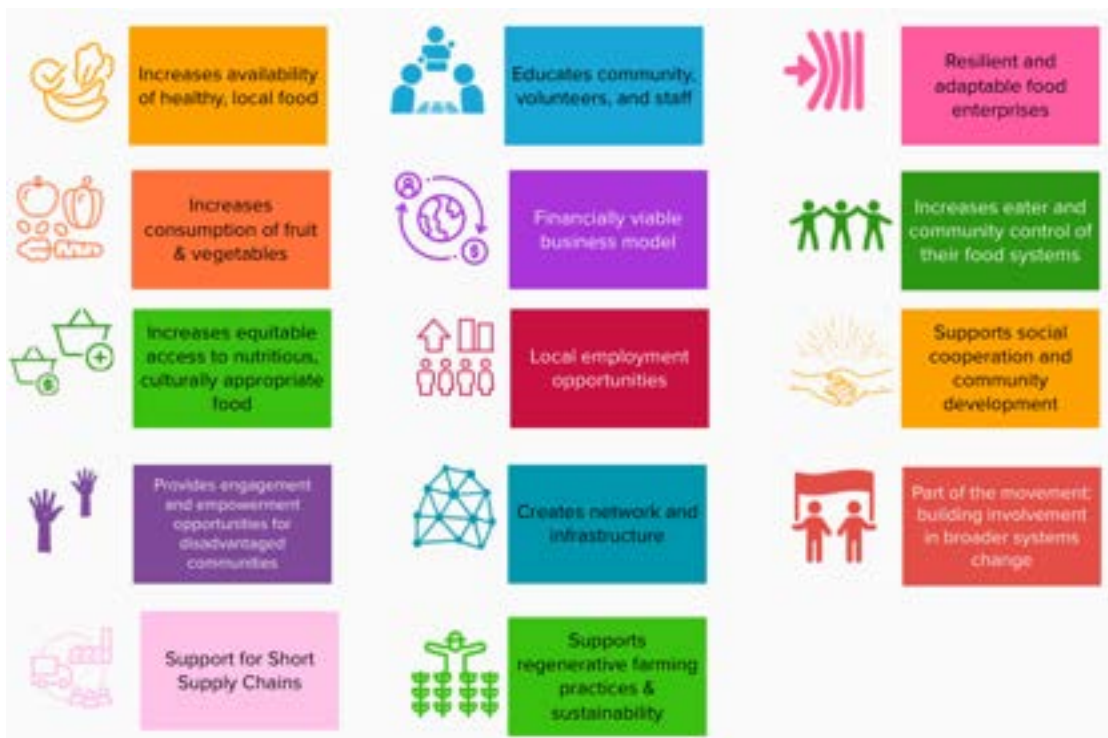 Increases availability
of healthy, local food
Educates community,
volunteers, and staff
Resilient and
adaptable food
enterprises
Increases
consumption of fruit
& vegetables
Financially viable
business model
Increases eater and
community control of
their food systems
Increases equitable
access to nutritious,
culturally appropriate
food
Local employment
opportunities
Supports social
cooperation and
community
development
Provides engagement
and empowerment
opportunities for
disadvantaged
communities
Creates network and
infrastructure
Part of the movement:
building involvement
in broader systems
change
Support for Short
Supply Chains
Supports
regenerative farming
practices &
sustainability